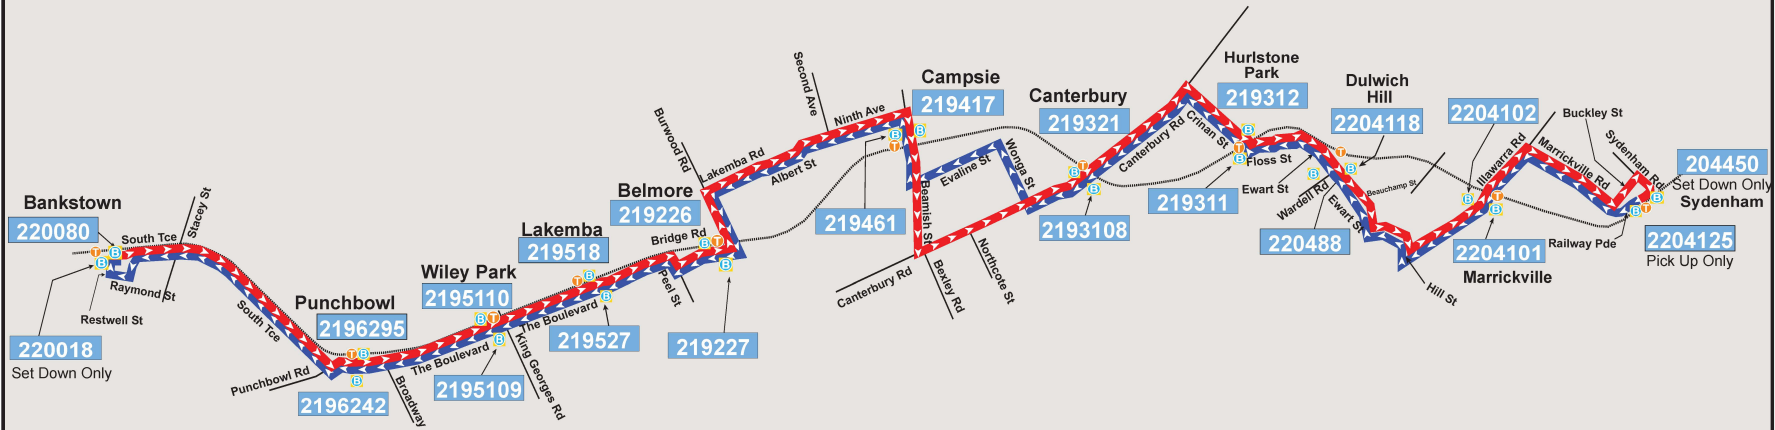 Bankstown
220080
South Tce
Stacey St
Raymond St
Restwell St
220018
Set Down Only
South Tce
Punchbowl
2196295
Punchbowl Rd
2196242
The Boulevard
Broadway
Wiley Park
2195110
2195109
King Georges Rd
The Boulevard
Lakemba
219518
219527
Peel St
Bridge Rd
Belmore
219226
219227
Burwood Rd
Lakemba Rd
Albert St
Second Ave
Ninth Ave
Campsie
219417
219461
Beamish St
Evaline St
Wonga St
Canterbury Rd
Bexley Rd
Northcote St
Canterbury
219321
2193108
Canterbury Rd
Crinan St
Hurlstone
Park
219312
219311
Floss St
Ewart St
Wardell Rd
220488
Ewart St
Dulwich
Hill
2204118
Beauchamp St
Hill St
2204102
Illawarra Rd
2204101
Marrickville
Marrickville Rd
Buckley St
Sydenham Rd
Railway Pde
204450
Set Down Only
Sydenham
2204125
Pick Up Only
T
B
B
T
B
B
B
T
B
T
B
B
B
T
B
B
T
B
B
T
B
B
T
B
B
T
B
B
T
B
B
T
B
B
T
B